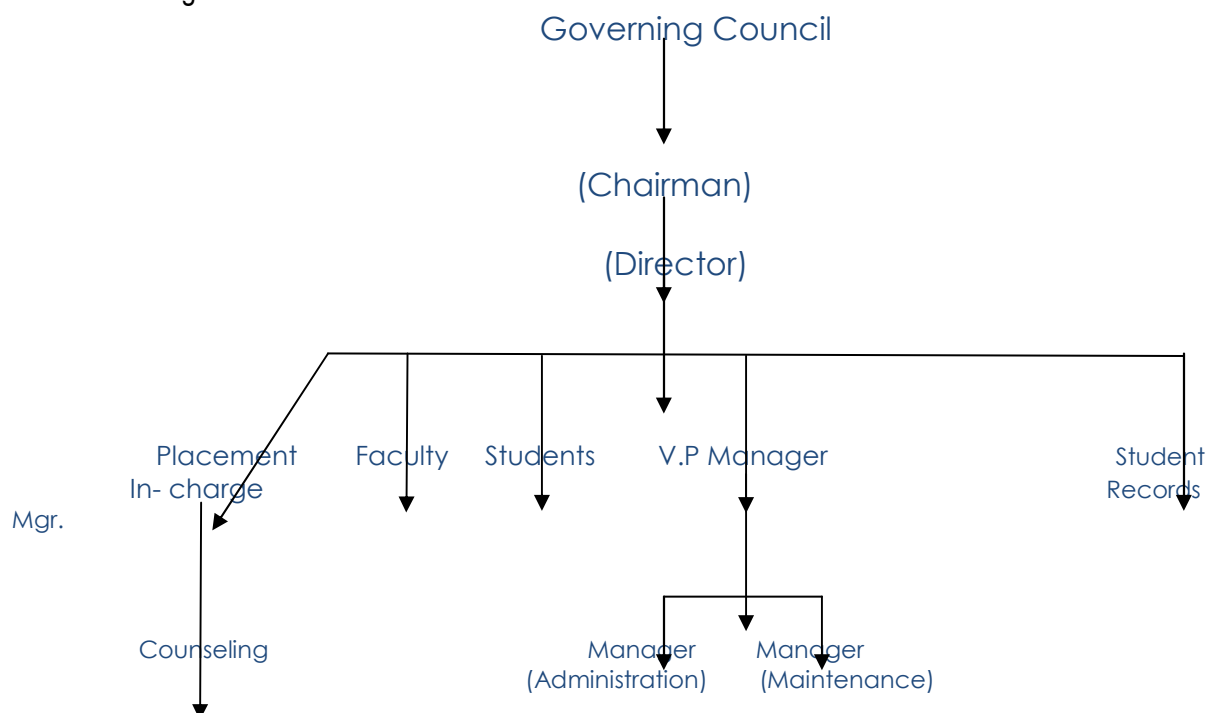 Governing Council
(Chairman)
(Director)
Placement Faculty Students V.P Manager Student
In- charge Records
Mgr.
Counseling Manager Manager
(Administration) (Maintenance)